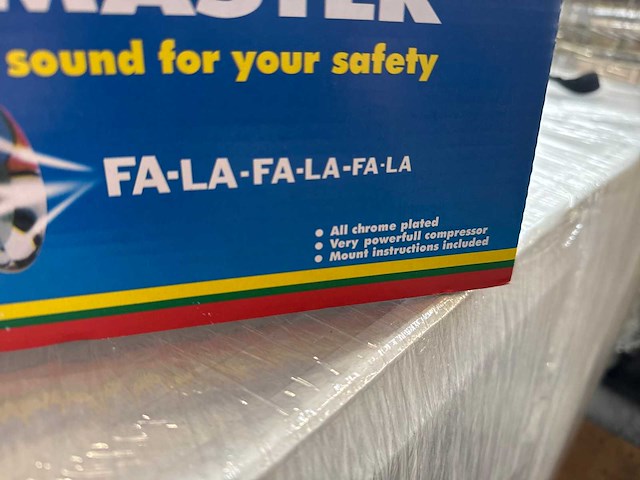 MASTER
sound for your safety
FA-LA-FA-LA-FA-LA
• All chrome plated
• Very powerfull compressor
• Mount instructions included